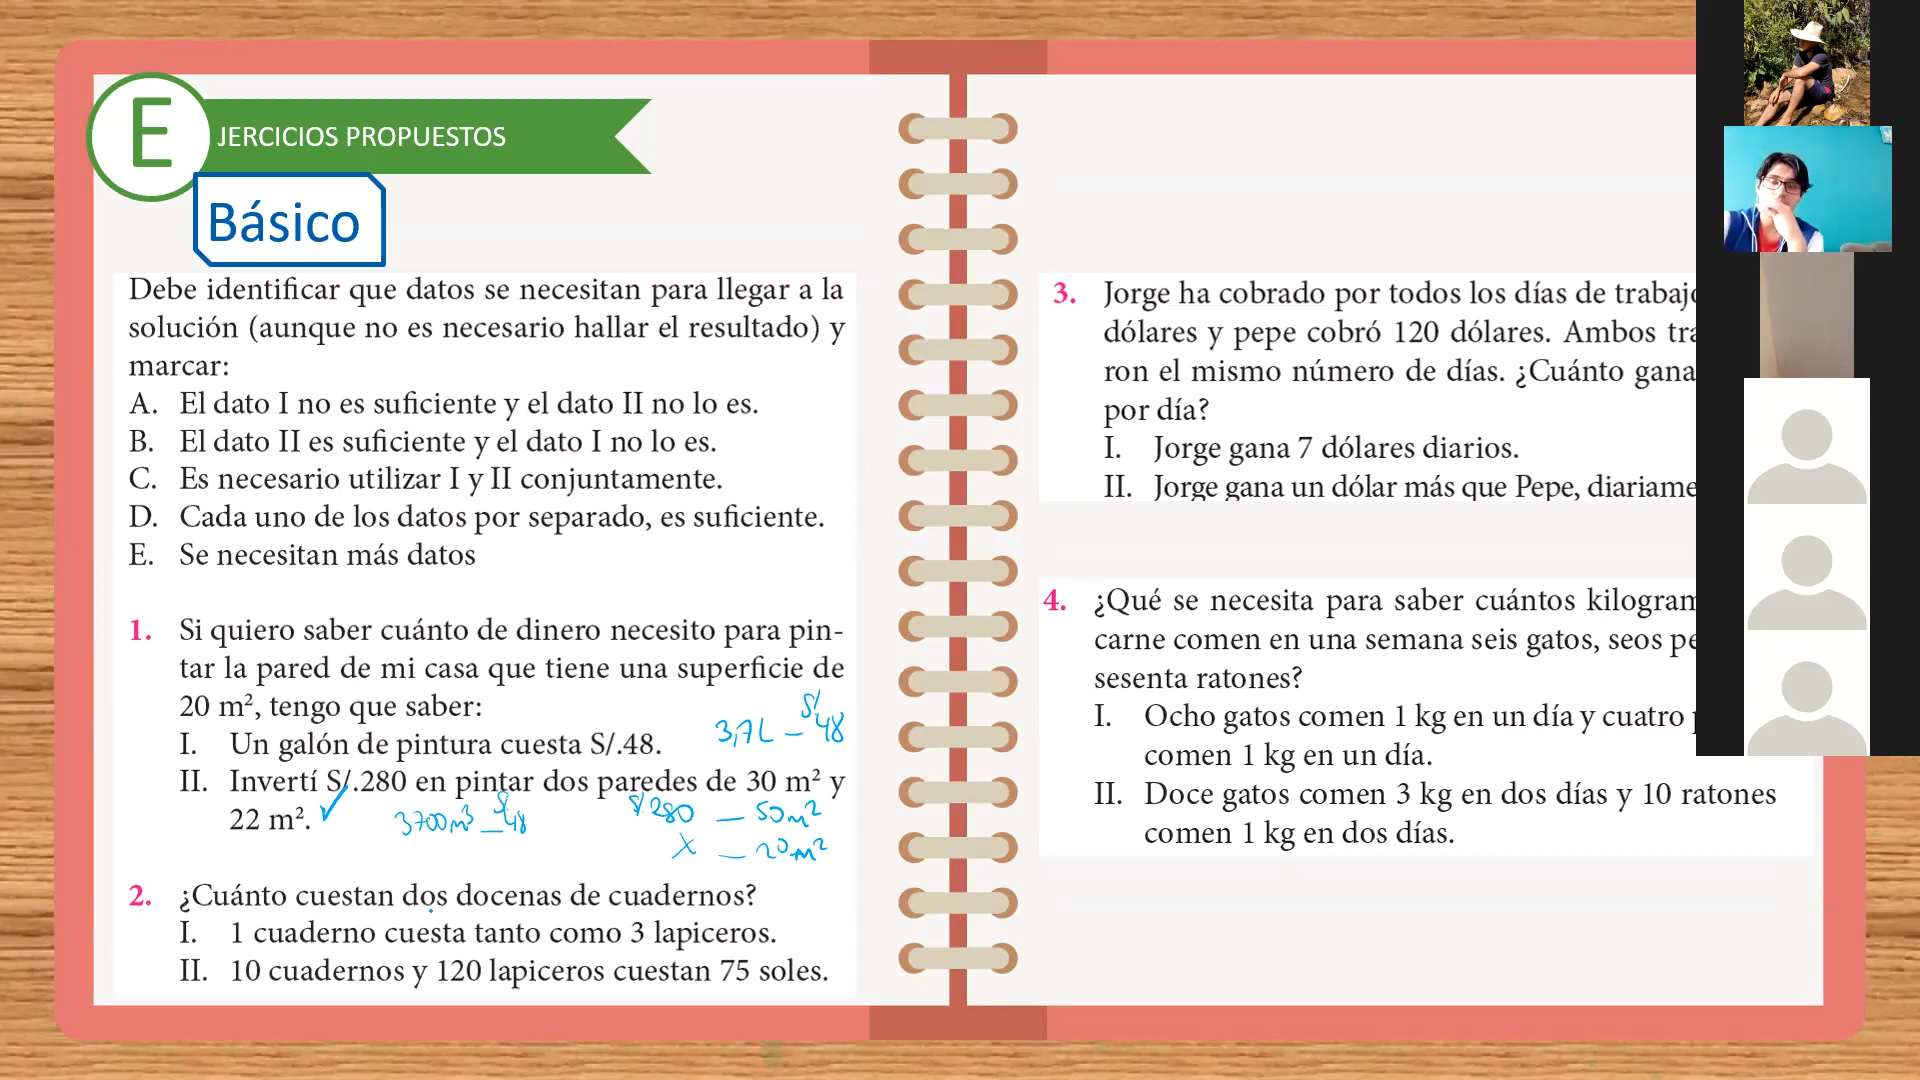 E
JERCICIOS PROPUESTOS
Básico
Debe identificar que datos se necesitan para llegar a la
solución (aunque no es necesario hallar el resultado) y
marcar:
A. El dato I no es suficiente y el dato II no lo es.
B. El dato II es suficiente y el dato I no lo es.
C. Es necesario utilizar I y II conjuntamente.
D. Cada uno de los datos por separado, es suficiente.
E. Se necesitan más datos
1. Si quiero saber cuánto de dinero necesito para pin-
tar la pared de mi casa que tiene una superficie de
20 m², tengo que saber:
I. Un galón de pintura cuesta S/.48.
3,7L – S/ 48
II. Invertí S/.280 en pintar dos paredes de 30 m² y
22 m².
3700m³ – S/ 48
S/ 280 – 50m²
x – 20m²
2. ¿Cuánto cuestan dos docenas de cuadernos?
I. 1 cuaderno cuesta tanto como 3 lapiceros.
II. 10 cuadernos y 120 lapiceros cuestan 75 soles.
3. Jorge ha cobrado por todos los días de trabajo
dólares y pepe cobró 120 dólares. Ambos tra
ron el mismo número de días. ¿Cuánto gana
por día?
I. Jorge gana 7 dólares diarios.
II. Jorge gana un dólar más que Pepe, diariame
4. ¿Qué se necesita para saber cuántos kilogram
carne comen en una semana seis gatos, seos pe
sesenta ratones?
I. Ocho gatos comen 1 kg en un día y cuatro
comen 1 kg en un día.
II. Doce gatos comen 3 kg en dos días y 10 ratones
comen 1 kg en dos días.